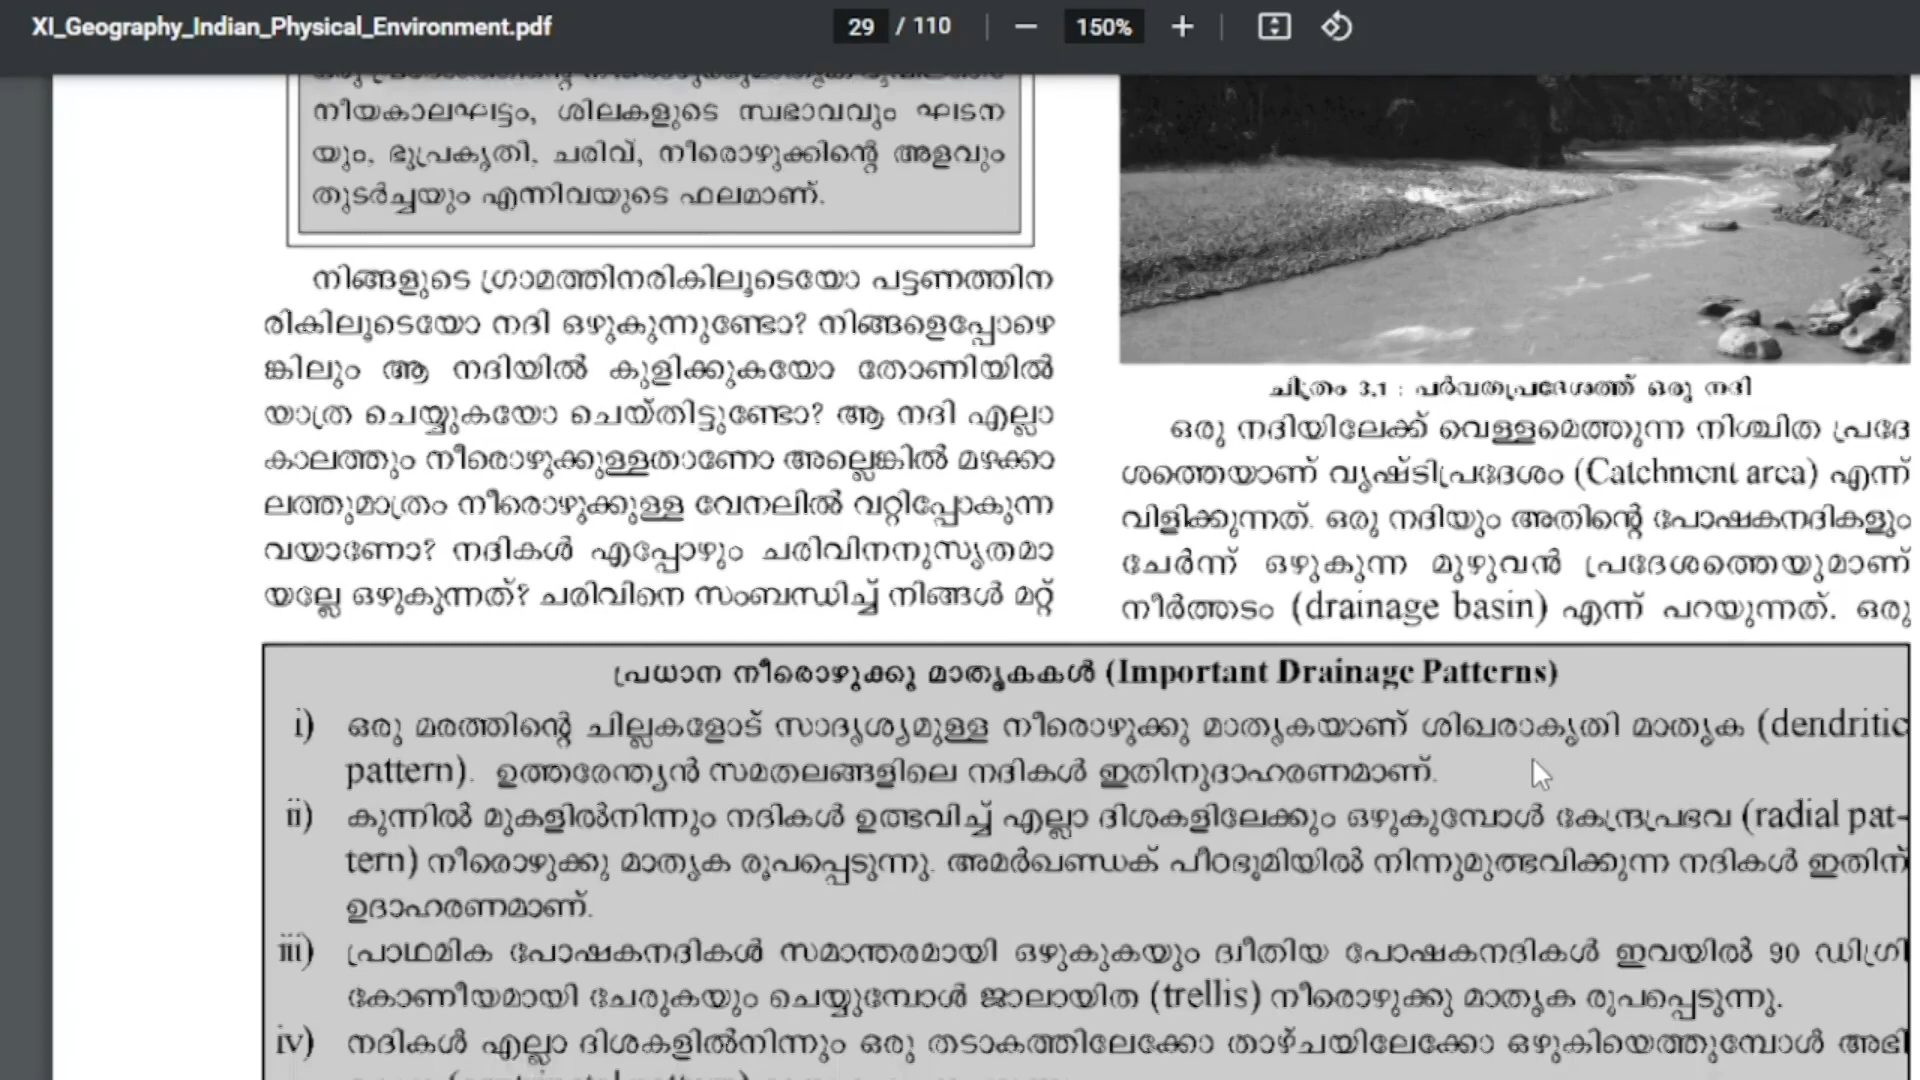 XI_Geography_Indian_Physical_Environment.pdf
29 / 110
150%
നീയകാലഘട്ടം, ശിലകളുടെ സ്വഭാവവും ഘടന
യും, ഭൂപ്രകൃതി, ചരിവ്, നീരൊഴുക്കിന്റെ അളവും
തുടർച്ചയും എന്നിവയുടെ ഫലമാണ്.
നിങ്ങളുടെ ഗ്രാമത്തിനരികിലൂടെയോ പട്ടണത്തിന
രികിലൂടെയോ നദി ഒഴുകുന്നുണ്ടോ? നിങ്ങളെപ്പോഴെ
ങ്കിലും ആ നദിയിൽ കുളിക്കുകയോ തോണിയിൽ
യാത്ര ചെയ്യുകയോ ചെയ്തിട്ടുണ്ടോ? ആ നദി എല്ലാ
കാലത്തും നീരൊഴുക്കുള്ളതാണോ അല്ലെങ്കിൽ മഴക്കാ
ലത്തുമാത്രം നീരൊഴുക്കുള്ള വേനലിൽ വറ്റിപ്പോകുന്ന
വയാണോ? നദികൾ എപ്പോഴും ചരിവിനനുസൃതമാ
യല്ലേ ഒഴുകുന്നത്? ചരിവിനെ സംബന്ധിച്ച് നിങ്ങൾ മറ്റ്
ചിത്രം 3.1 : പർവതപ്രദേശത്ത് ഒരു നദി
ഒരു നദിയിലേക്ക് വെള്ളമെത്തുന്ന നിശ്ചിത പ്രദേ
ശത്തെയാണ് വൃഷ്ടിപ്രദേശം (Catchment area) എന്ന്
വിളിക്കുന്നത്. ഒരു നദിയും അതിന്റെ പോഷകനദികളും
ചേർന്ന് ഒഴുകുന്ന മുഴുവൻ പ്രദേശത്തെയുമാണ്
നീർത്തടം (drainage basin) എന്ന് പറയുന്നത്. ഒരു
പ്രധാന നീരൊഴുക്കു മാതൃകകൾ (Important Drainage Patterns)
i) ഒരു മരത്തിന്റെ ചില്ലകളോട് സാദൃശ്യമുള്ള നീരൊഴുക്കു മാതൃകയാണ് ശിഖരാകൃതി മാതൃക (dendritic
pattern). ഉത്തരേന്ത്യൻ സമതലങ്ങളിലെ നദികൾ ഇതിനുദാഹരണമാണ്.
ii) കുന്നിൽ മുകളിൽനിന്നും നദികൾ ഉത്ഭവിച്ച് എല്ലാ ദിശകളിലേക്കും ഒഴുകുമ്പോൾ കേന്ദ്രപ്രഭവ (radial pat-
tern) നീരൊഴുക്കു മാതൃക രൂപപ്പെടുന്നു. അമർഖണ്ഡക് പീഠഭൂമിയിൽ നിന്നുമുത്ഭവിക്കുന്ന നദികൾ ഇതിന്
ഉദാഹരണമാണ്.
iii) പ്രാഥമിക പോഷകനദികൾ സമാന്തരമായി ഒഴുകുകയും ദ്വിതീയ പോഷകനദികൾ ഇവയിൽ 90 ഡിഗ്രി
കോണീയമായി ചേരുകയും ചെയ്യുമ്പോൾ ജാലായിത (trellis) നീരൊഴുക്കു മാതൃക രൂപപ്പെടുന്നു.
iv) നദികൾ എല്ലാ ദിശകളിൽനിന്നും ഒരു തടാകത്തിലേക്കോ താഴ്ചയിലേക്കോ ഒഴുകിയെത്തുമ്പോൾ അഭി